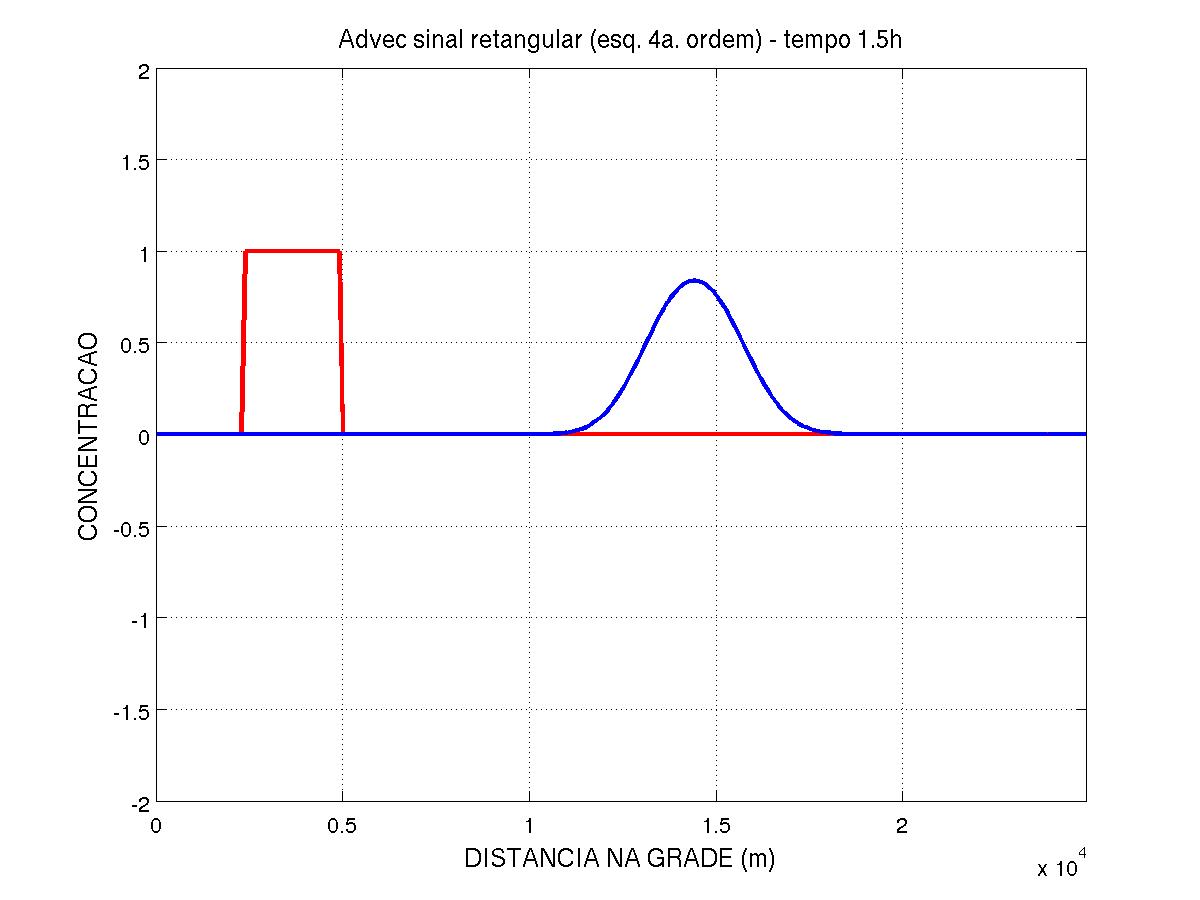 Advec sinal retangular (esq. 4a. ordem) - tempo 1.5h
2
1.5
1
0.5
0
-0.5
-1
-1.5
-2
CONCENTRACAO
0 0.5 1 1.5 2
DISTANCIA NA GRADE (m)
x 10^4